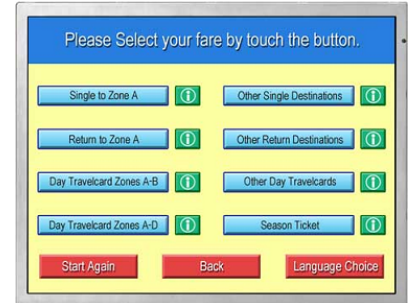 Please Select your fare by touch the button.
Single to Zone A
Other Single Destinations
Return to Zone A
Other Return Destinations
Day Travelcard Zones A-B
Other Day Travelcards
Day Travelcard Zones A-D
Season Ticket
Start Again
Back
Language Choice